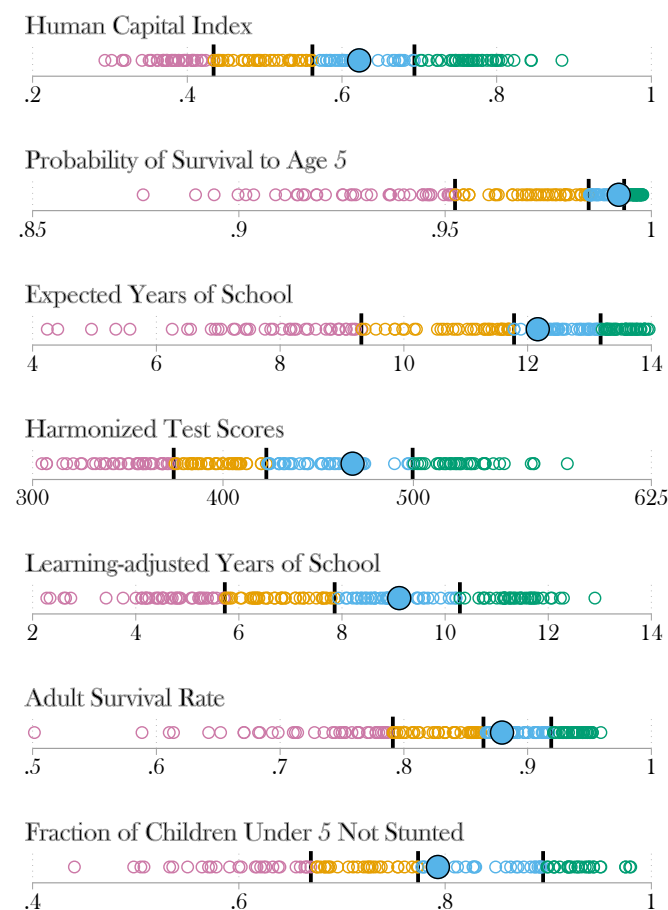 Human Capital Index
.2 .4 .6 .8 1
Probability of Survival to Age 5
.85 .9 .95 1
Expected Years of School
4 6 8 10 12 14
Harmonized Test Scores
300 400 500 625
Learning-adjusted Years of School
2 4 6 8 10 12 14
Adult Survival Rate
.5 .6 .7 .8 .9 1
Fraction of Children Under 5 Not Stunted
.4 .6 .8 1